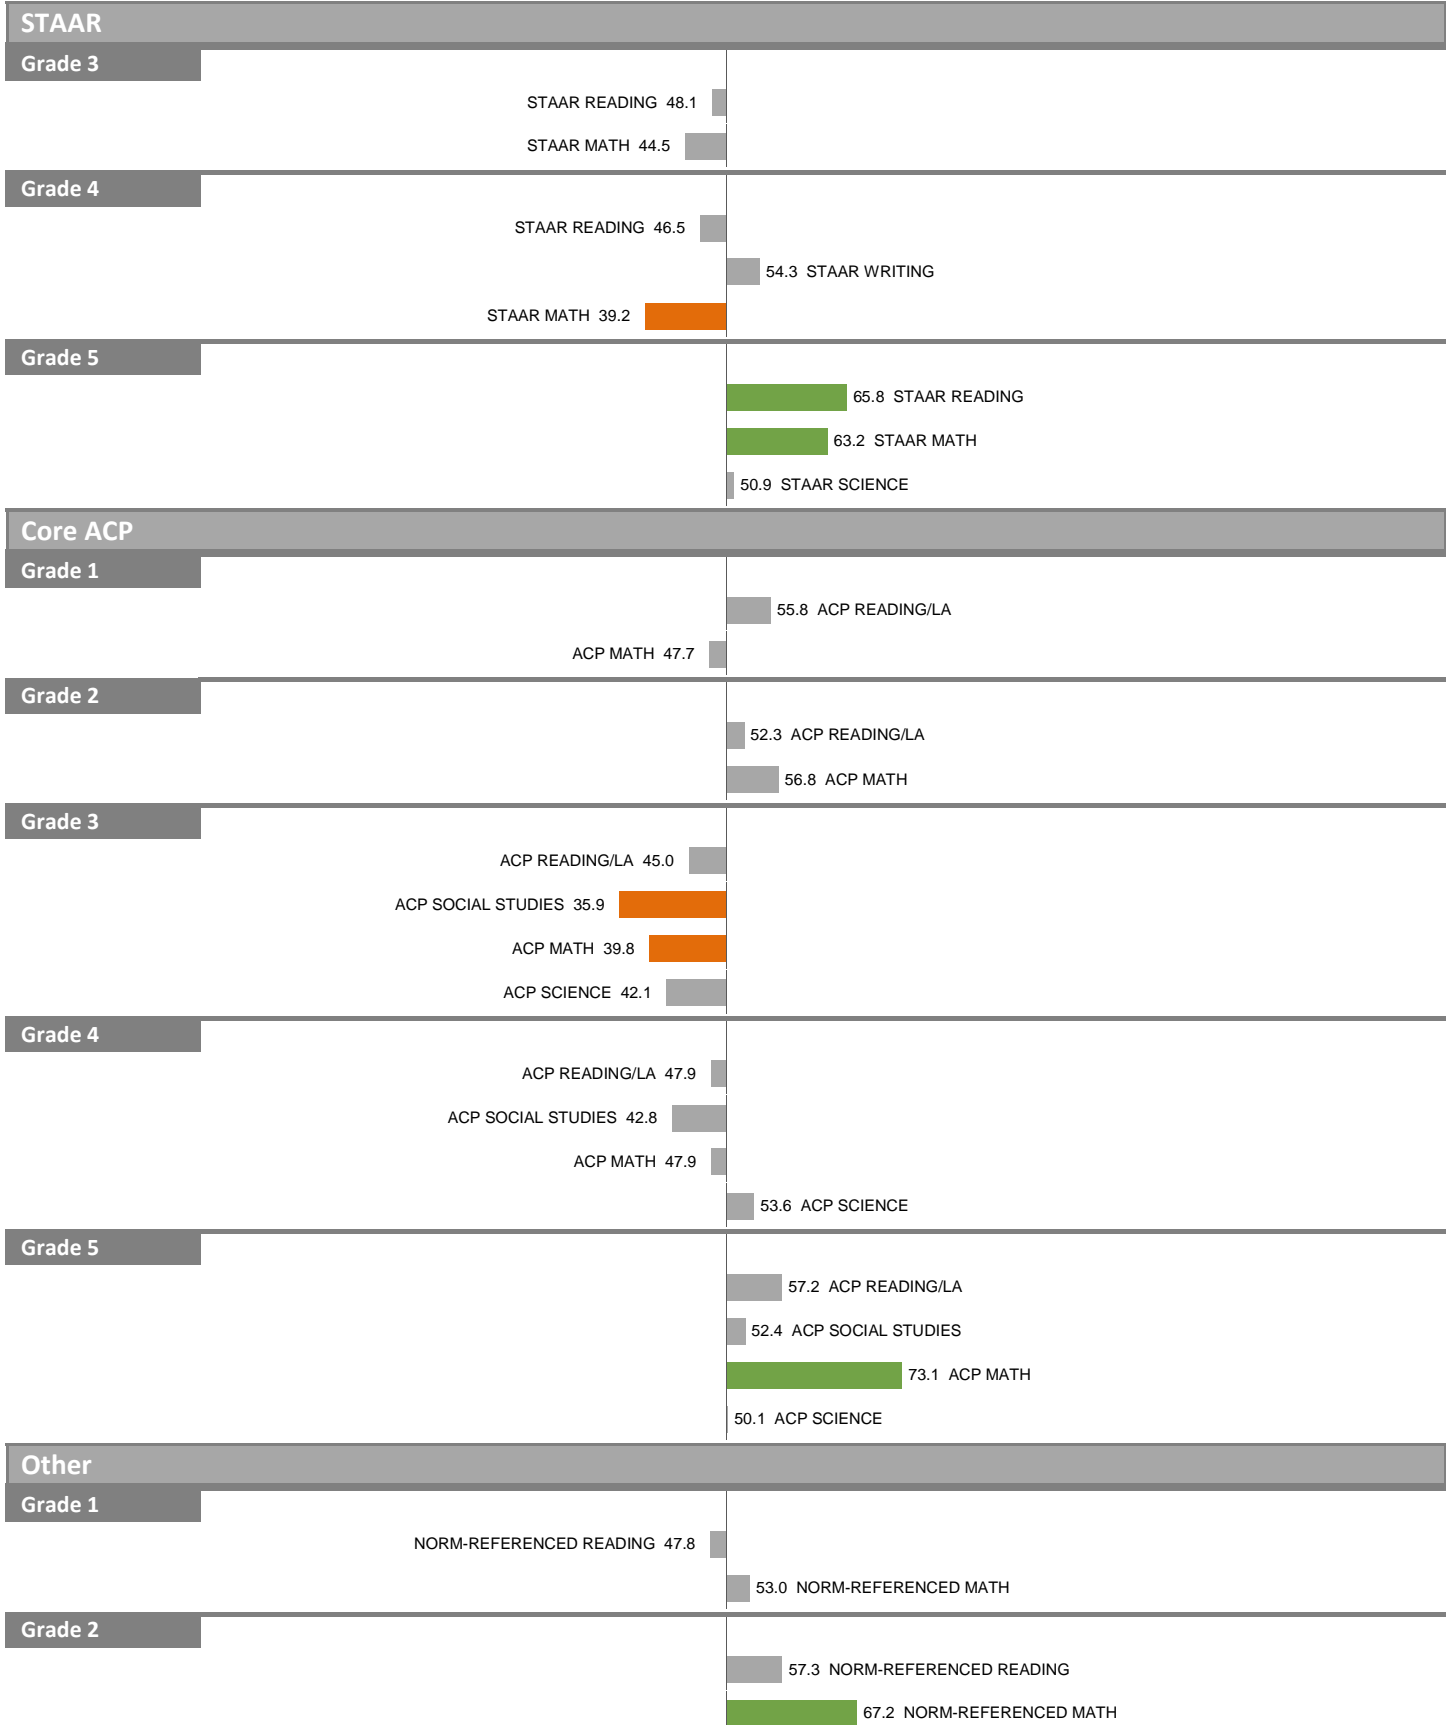 STAAR
Grade 3
STAAR READING 48.1
STAAR MATH 44.5
Grade 4
STAAR READING 46.5
54.3 STAAR WRITING
STAAR MATH 39.2
Grade 5
65.8 STAAR READING
63.2 STAAR MATH
50.9 STAAR SCIENCE
Core ACP
Grade 1
55.8 ACP READING/LA
ACP MATH 47.7
Grade 2
52.3 ACP READING/LA
56.8 ACP MATH
Grade 3
ACP READING/LA 45.0
ACP SOCIAL STUDIES 35.9
ACP MATH 39.8
ACP SCIENCE 42.1
Grade 4
ACP READING/LA 47.9
ACP SOCIAL STUDIES 42.8
ACP MATH 47.9
53.6 ACP SCIENCE
Grade 5
57.2 ACP READING/LA
52.4 ACP SOCIAL STUDIES
73.1 ACP MATH
50.1 ACP SCIENCE
Other
Grade 1
NORM-REFERENCED READING 47.8
53.0 NORM-REFERENCED MATH
Grade 2
57.3 NORM-REFERENCED READING
67.2 NORM-REFERENCED MATH